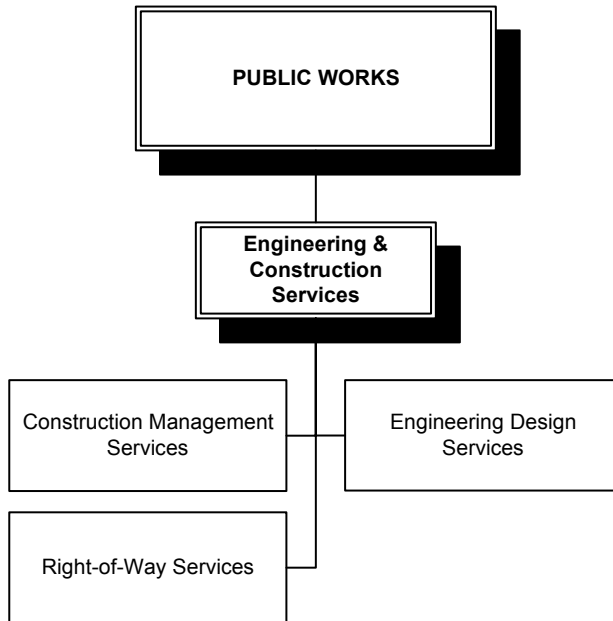 PUBLIC WORKS
Engineering &
Construction
Services
Construction Management
Services
Engineering Design
Services
Right-of-Way Services